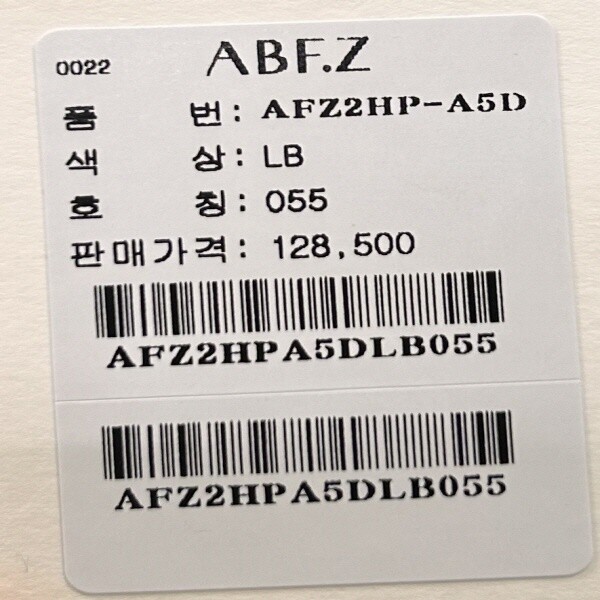 0022 ABF.Z
품 번: AFZ2HP-A5D
색 상: LB
호 칭: 055
판매가격: 128,500
AFZ2HPA5DLB055
AFZ2HPA5DLB055